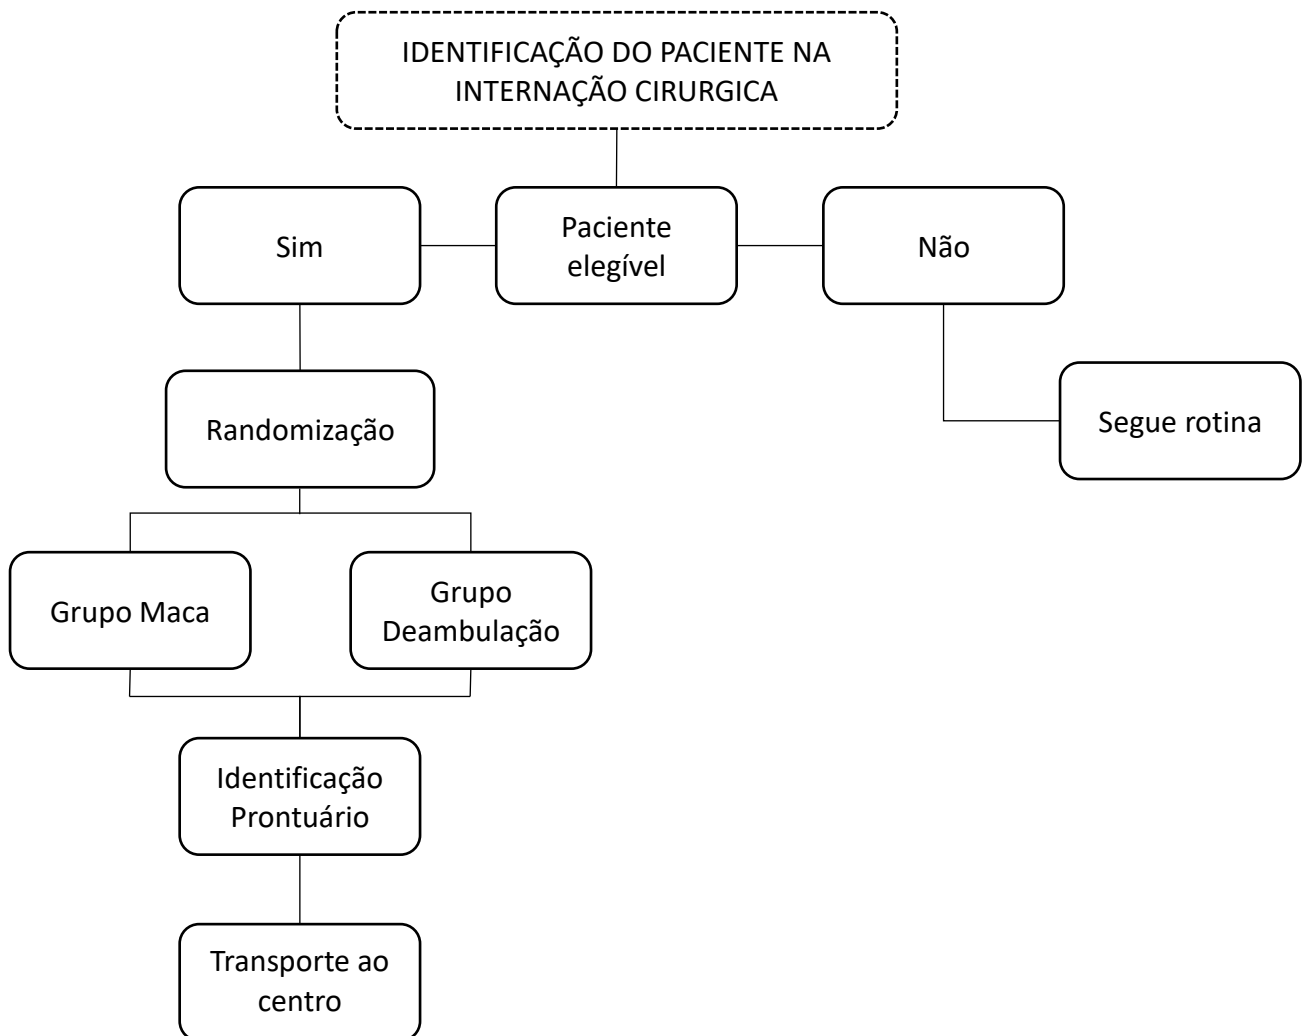 IDENTIFICAÇÃO DO PACIENTE NA
INTERNAÇÃO CIRURGICA
Sim
Paciente
elegível
Não
Randomização
Segue rotina
Grupo Maca
Grupo
Deambulação
Identificação
Prontuário
Transporte ao
centro